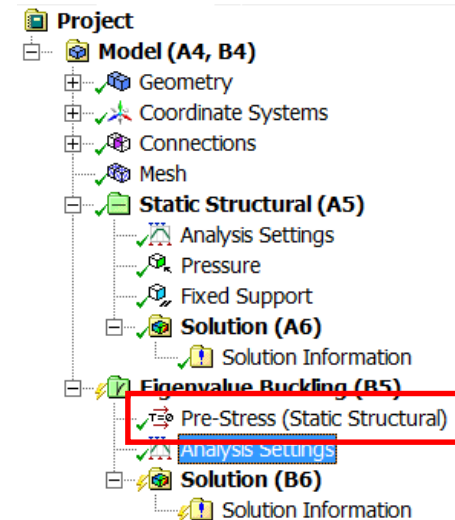 Project
Model (A4, B4)
Geometry
Coordinate Systems
Connections
Mesh
Static Structural (A5)
Analysis Settings
Pressure
Fixed Support
Solution (A6)
Solution Information
Eigenvalue Buckling (B5)
Pre-Stress (Static Structural)
Analysis Settings
Solution (B6)
Solution Information